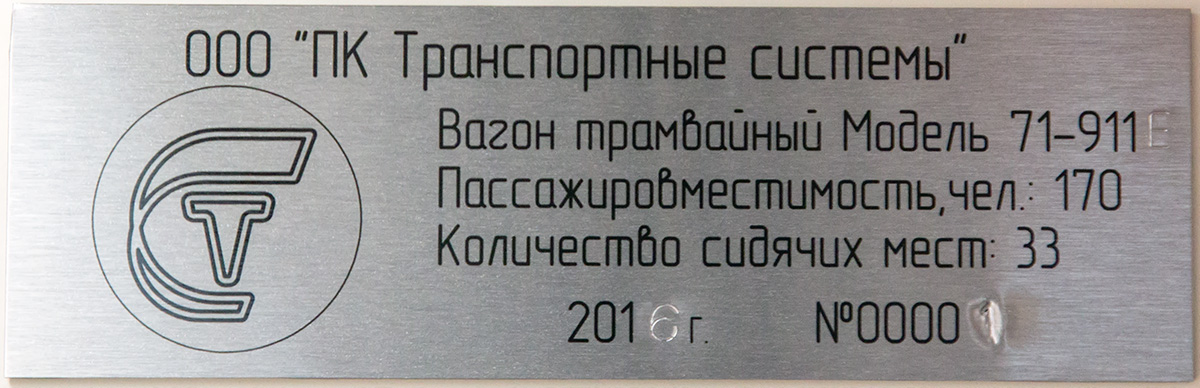 ООО "ПК Транспортные системы"
Вагон трамвайный Модель 71-911Е
Пассажировместимость,чел.: 170
Количество сидячих мест: 33
2016г. №00001